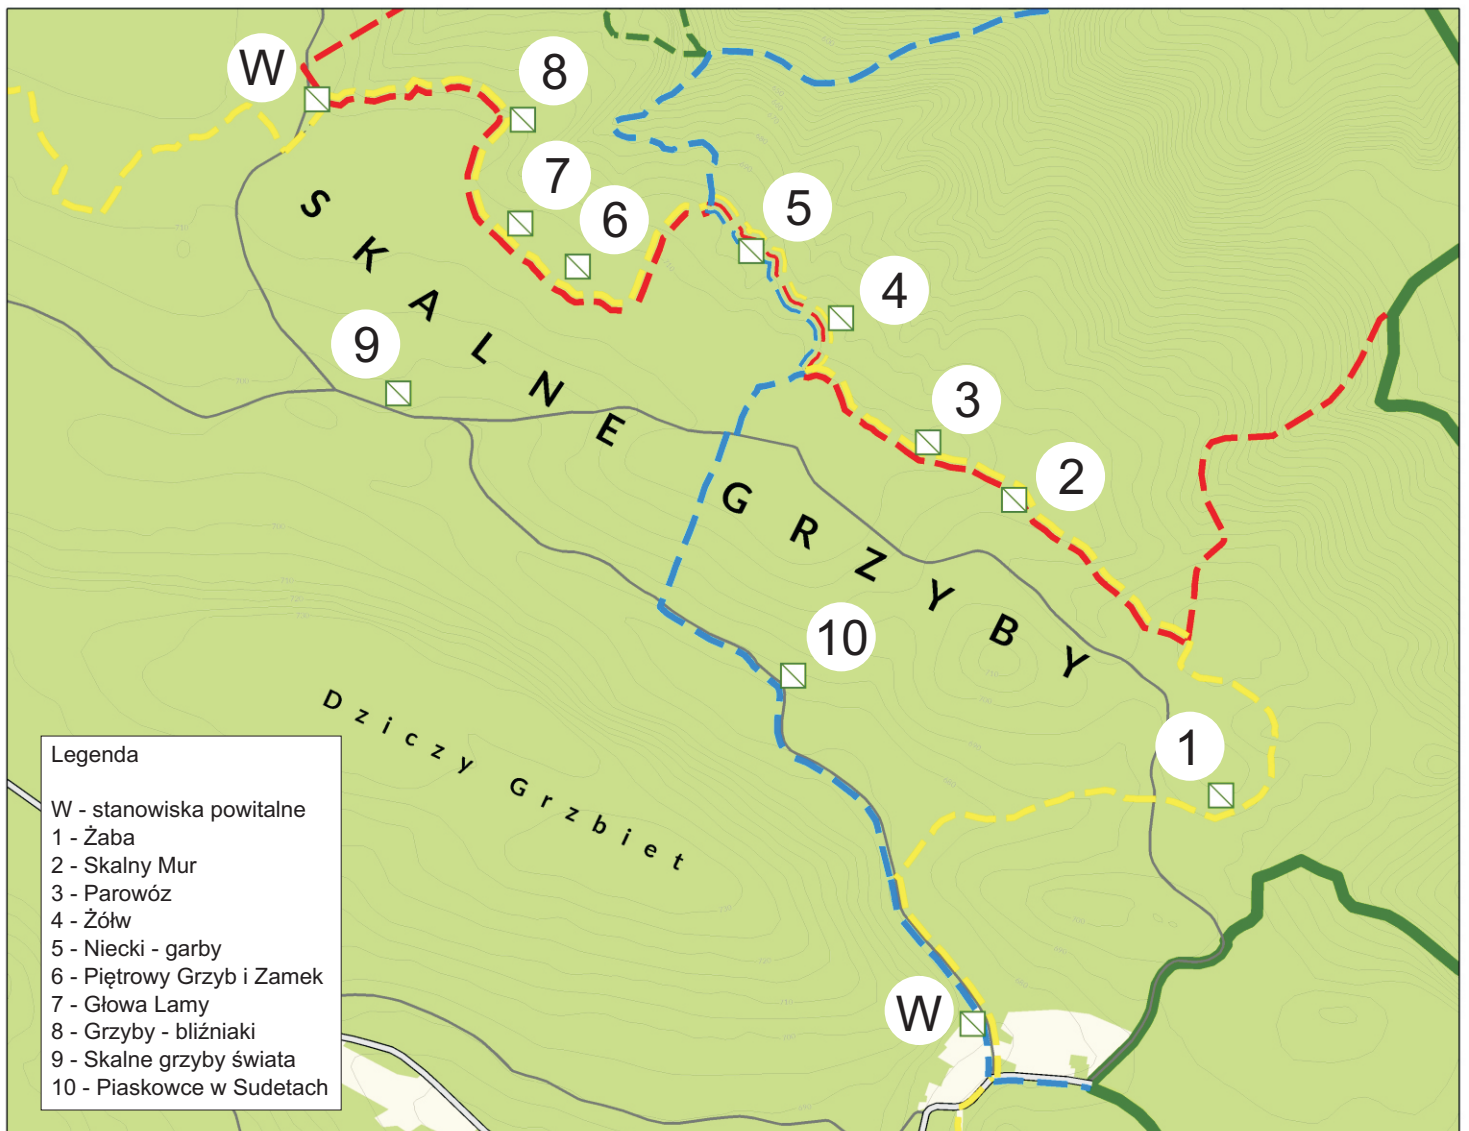 W
8
7
6
5
4
9
3
2
10
1
W
SKALNE GRZYBY
Dziczy Grzbiet
Legenda
W - stanowiska powitalne
1 - Żaba
2 - Skalny Mur
3 - Parowóz
4 - Żółw
5 - Niecki - garby
6 - Piętrowy Grzyb i Zamek
7 - Głowa Lamy
8 - Grzyby - bliźniaki
9 - Skalne grzyby świata
10 - Piaskowce w Sudetach